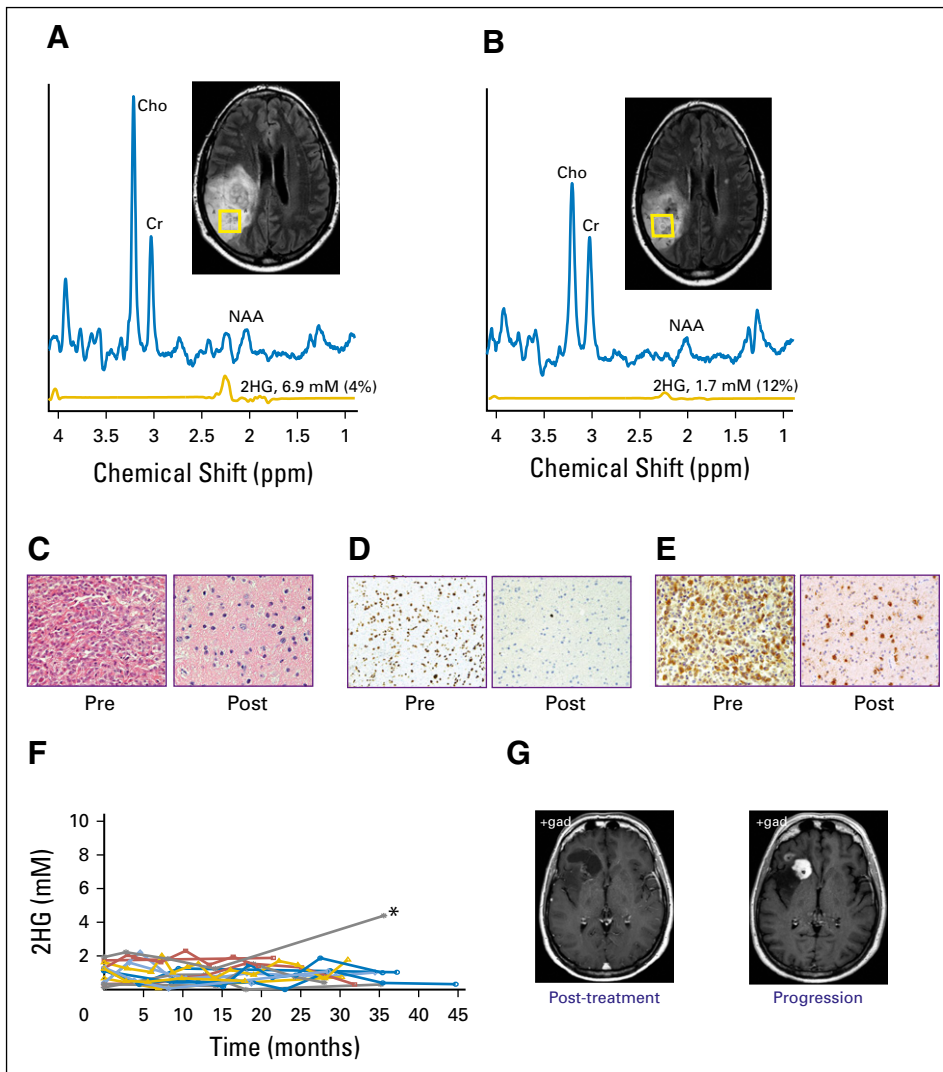 A
Cho
Cr
NAA
2HG, 6.9 mM (4%)
4 3.5 3 2.5 2 1.5 1
Chemical Shift (ppm)
B
Cho
Cr
NAA
2HG, 1.7 mM (12%)
4 3.5 3 2.5 2 1.5 1
Chemical Shift (ppm)
C
Pre Post
D
Pre Post
E
Pre Post
F
10
8
6
4
2
0 5 10 15 20 25 30 35 40 45
2HG (mM)
*
Time (months)
G
+gad
Post-treatment
+gad
Progression